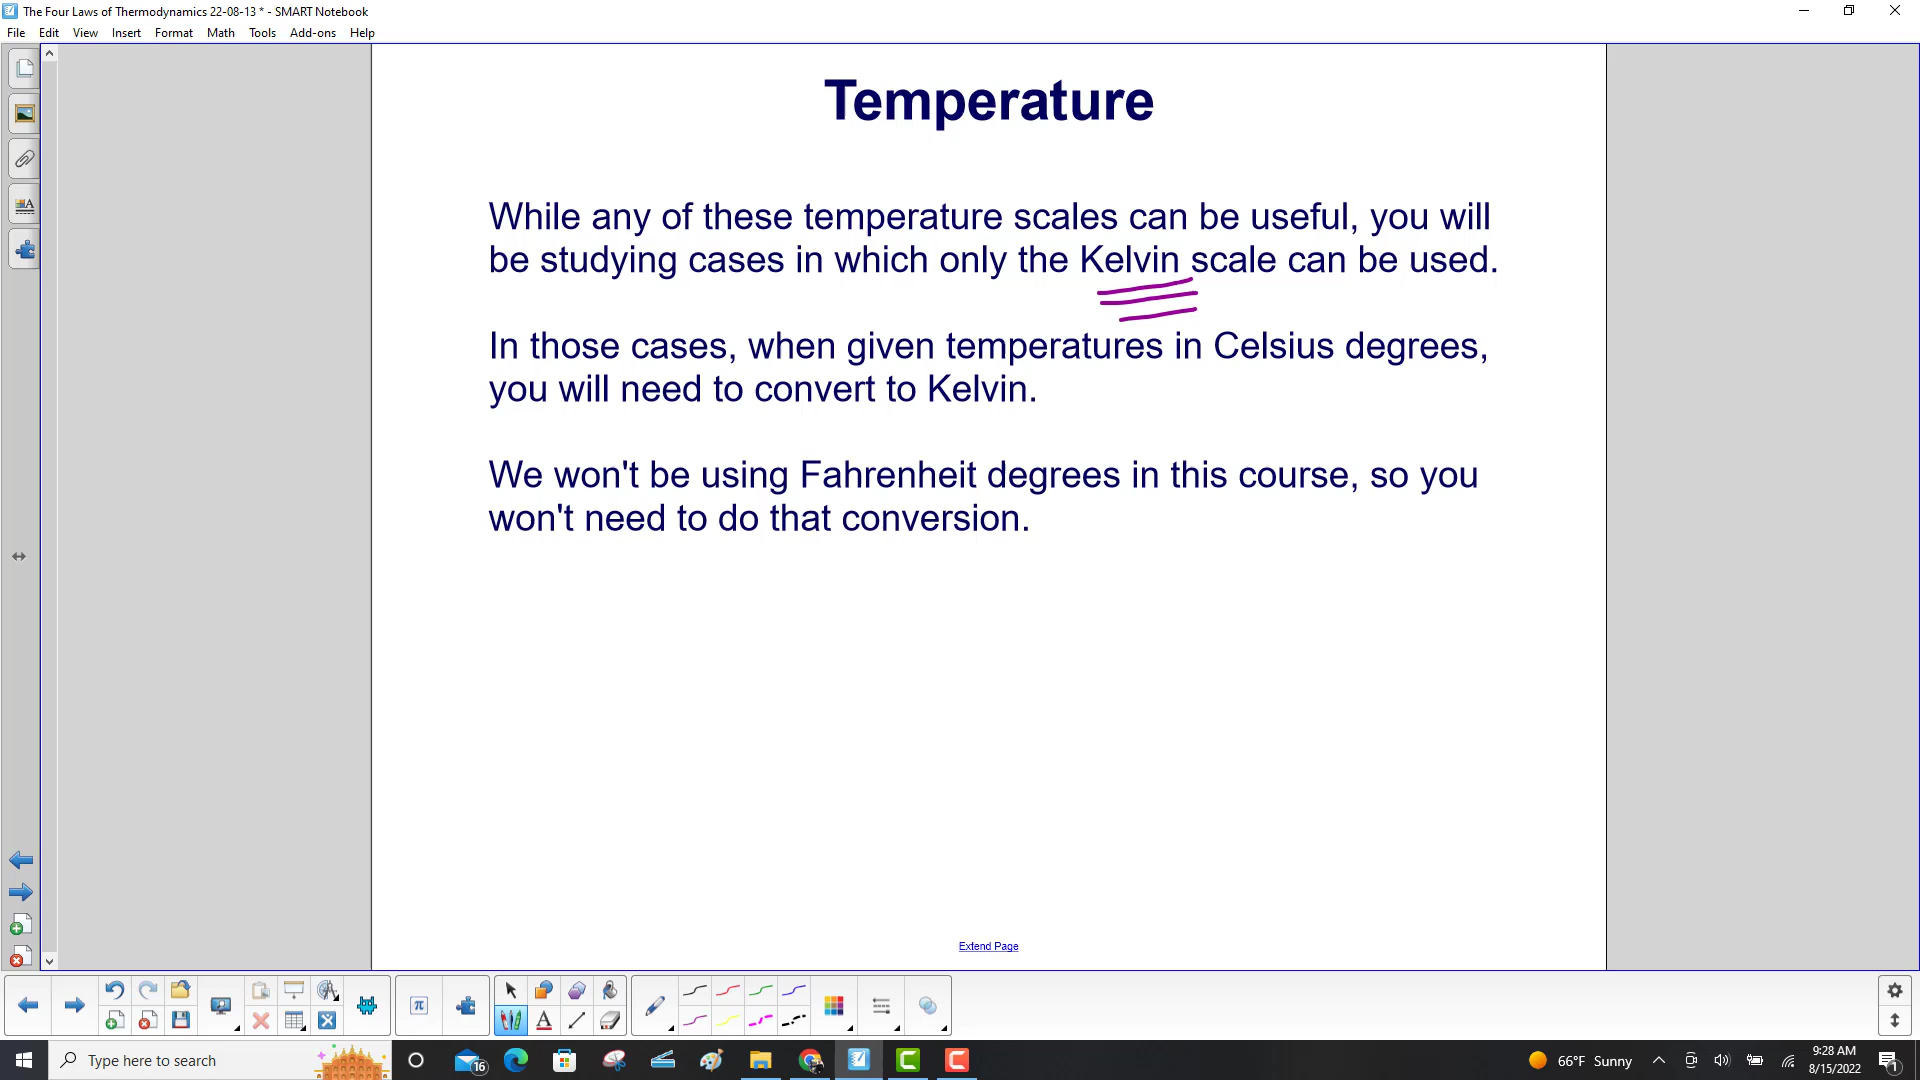 The Four Laws of Thermodynamics 22-08-13 * - SMART Notebook
File Edit View Insert Format Math Tools Add-ons Help
Temperature
While any of these temperature scales can be useful, you will
be studying cases in which only the Kelvin scale can be used.
In those cases, when given temperatures in Celsius degrees,
you will need to convert to Kelvin.
We won't be using Fahrenheit degrees in this course, so you
won't need to do that conversion.
Extend Page
Type here to search
16
66°F Sunny
9:28 AM
8/15/2022
1